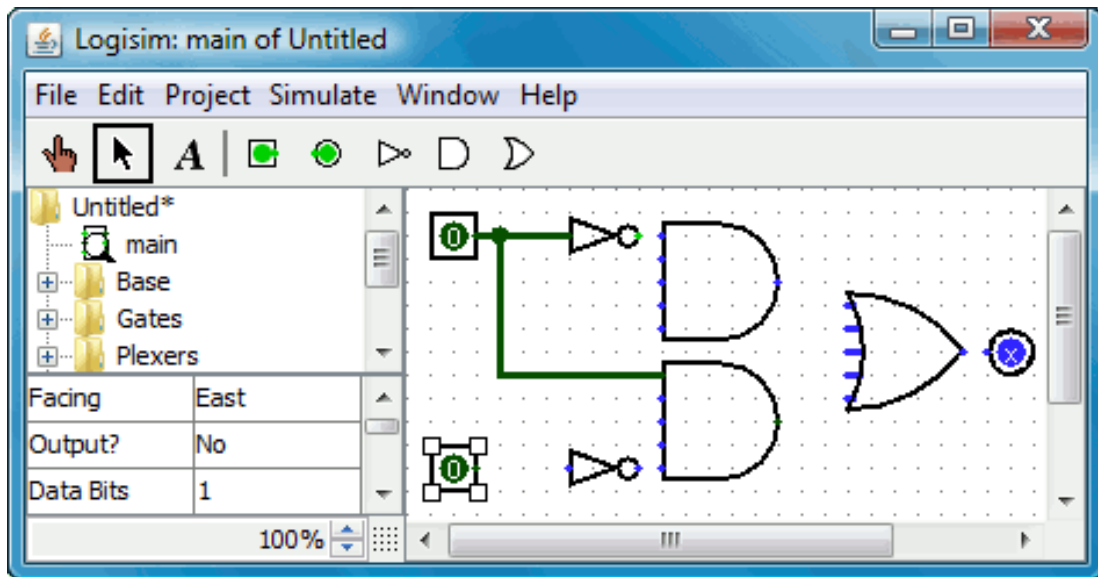 Logisim: main of Untitled
File Edit Project Simulate Window Help
A
Untitled*
main
Base
Gates
Plexers
Facing East
Output? No
Data Bits 1
100%
0
0
x